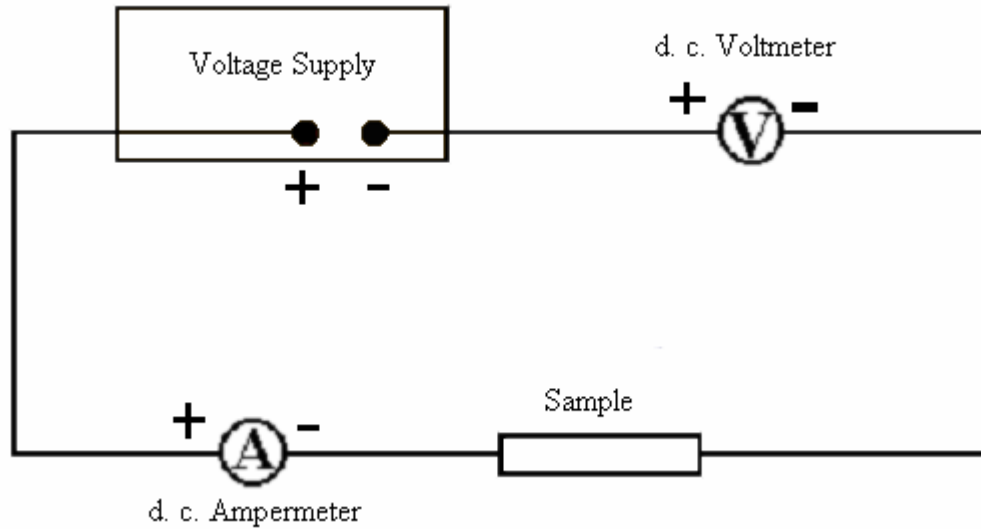 Voltage Supply
d. c. Voltmeter
+ -
V
+ -
Sample
+ -
A
d. c. Ampermeter